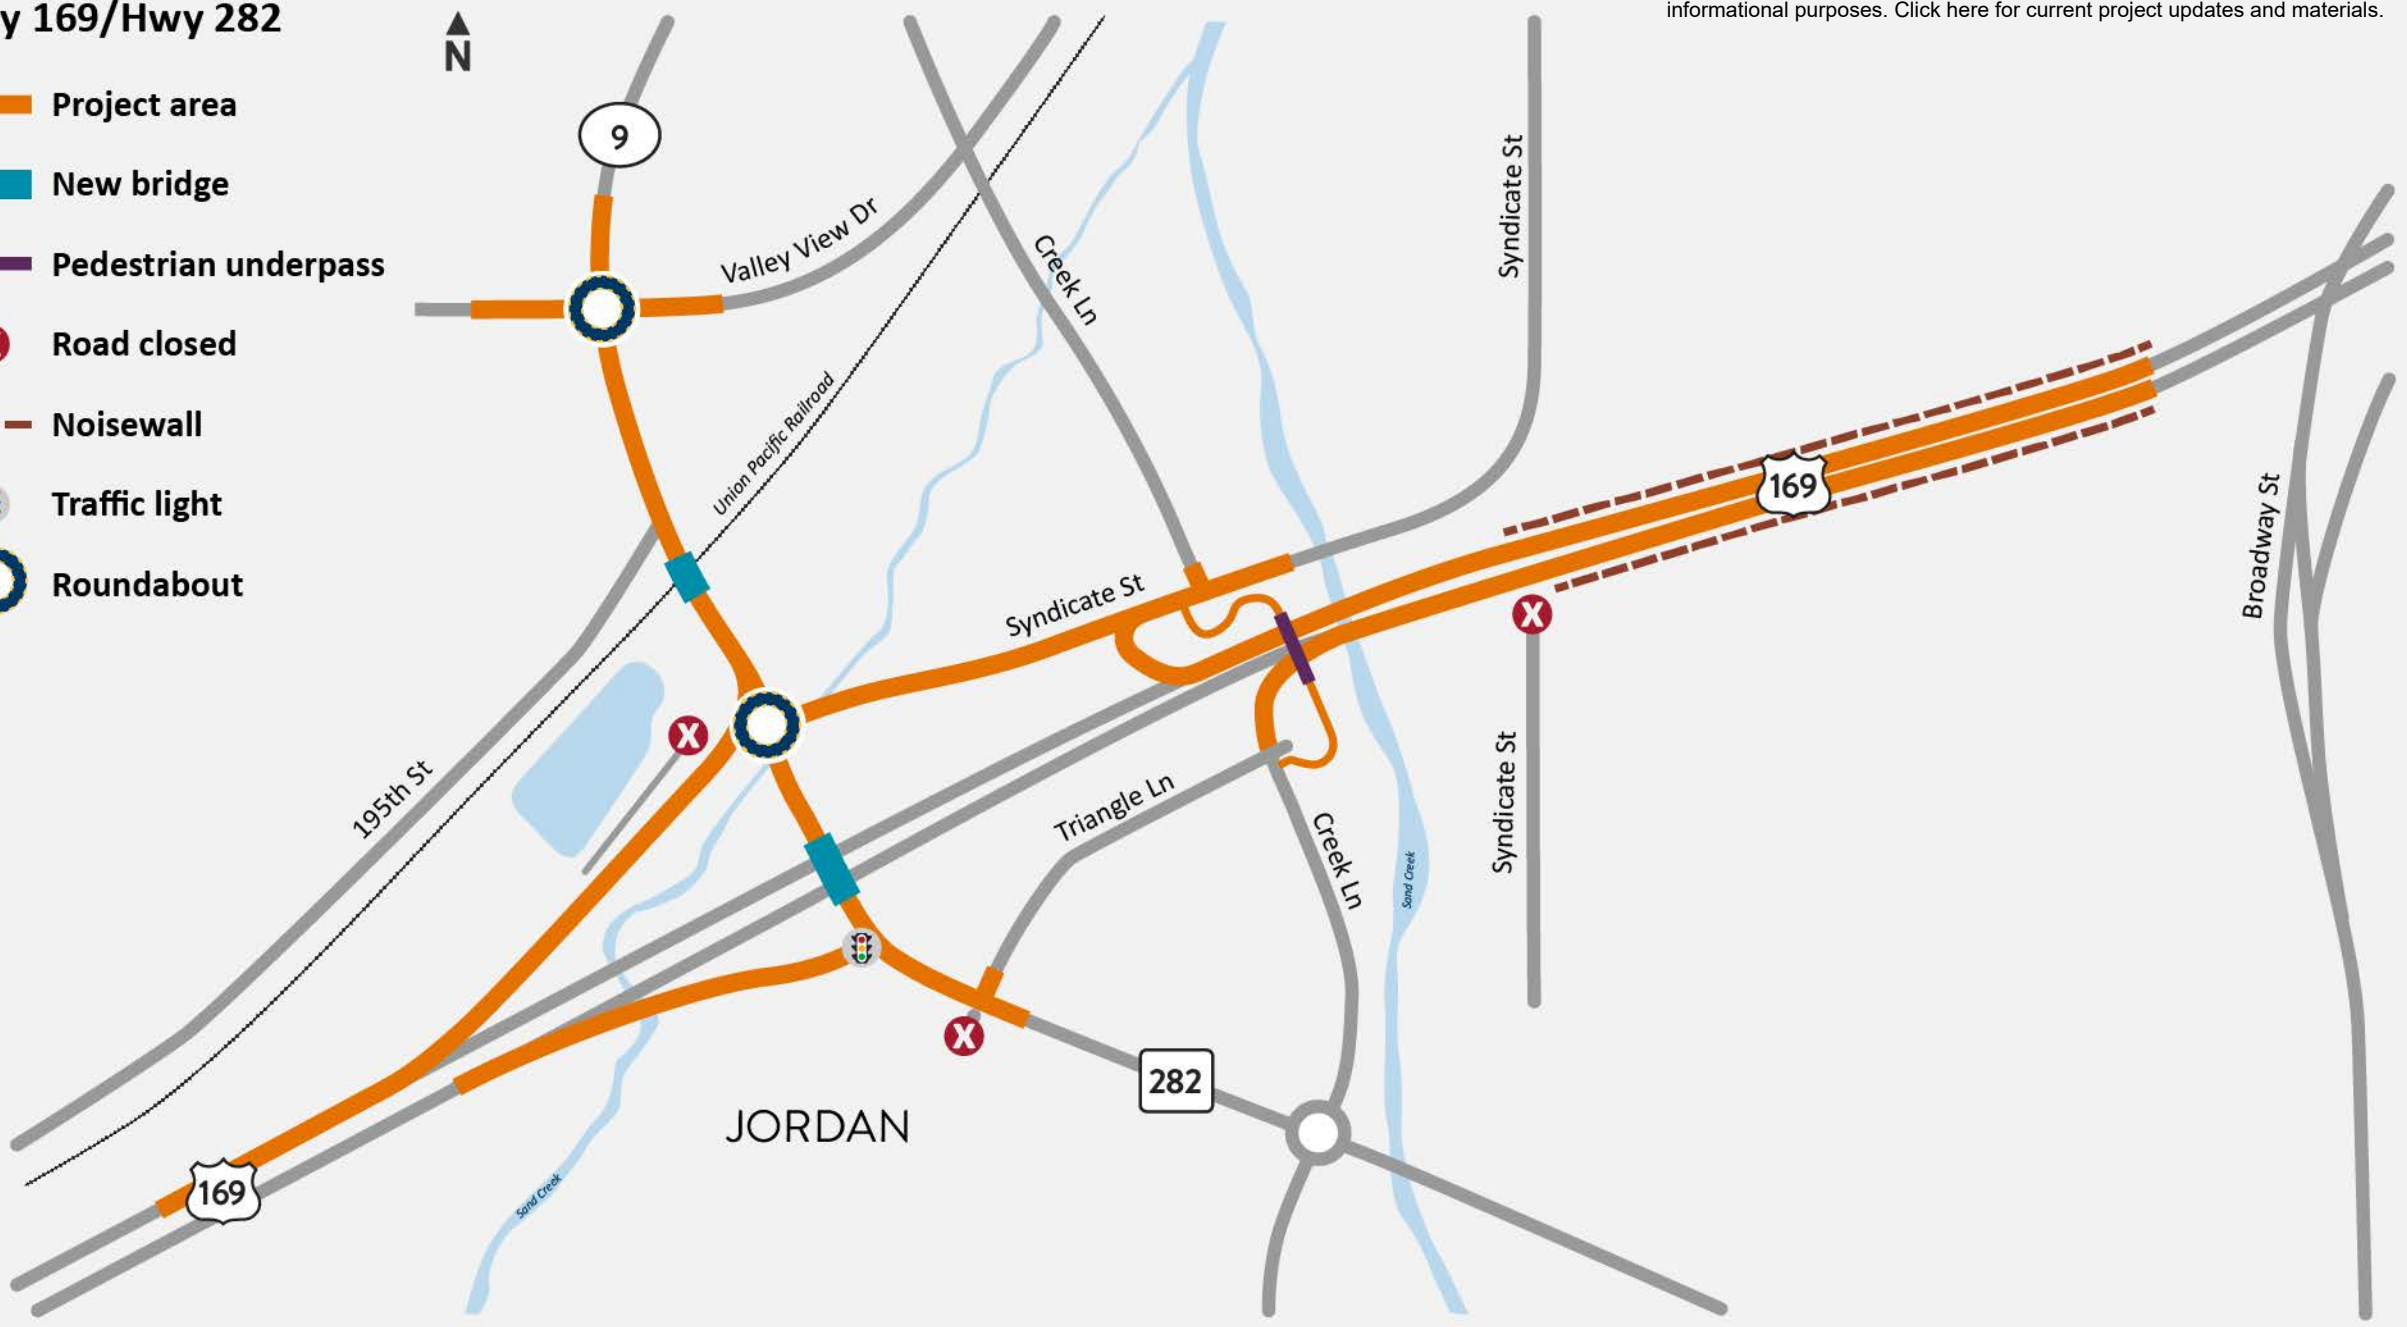 y 169/Hwy 282
informational purposes. Click here for current project updates and materials.
N
Project area
New bridge
Pedestrian underpass
Road closed
Noisewall
Traffic light
Roundabout
9
Valley View Dr
Creek Ln
Syndicate St
Union Pacific Railroad
169
Broadway St
Syndicate St
X
X
195th St
Triangle Ln
Creek Ln
Syndicate St
Sand Creek
X
282
JORDAN
169
Sand Creek